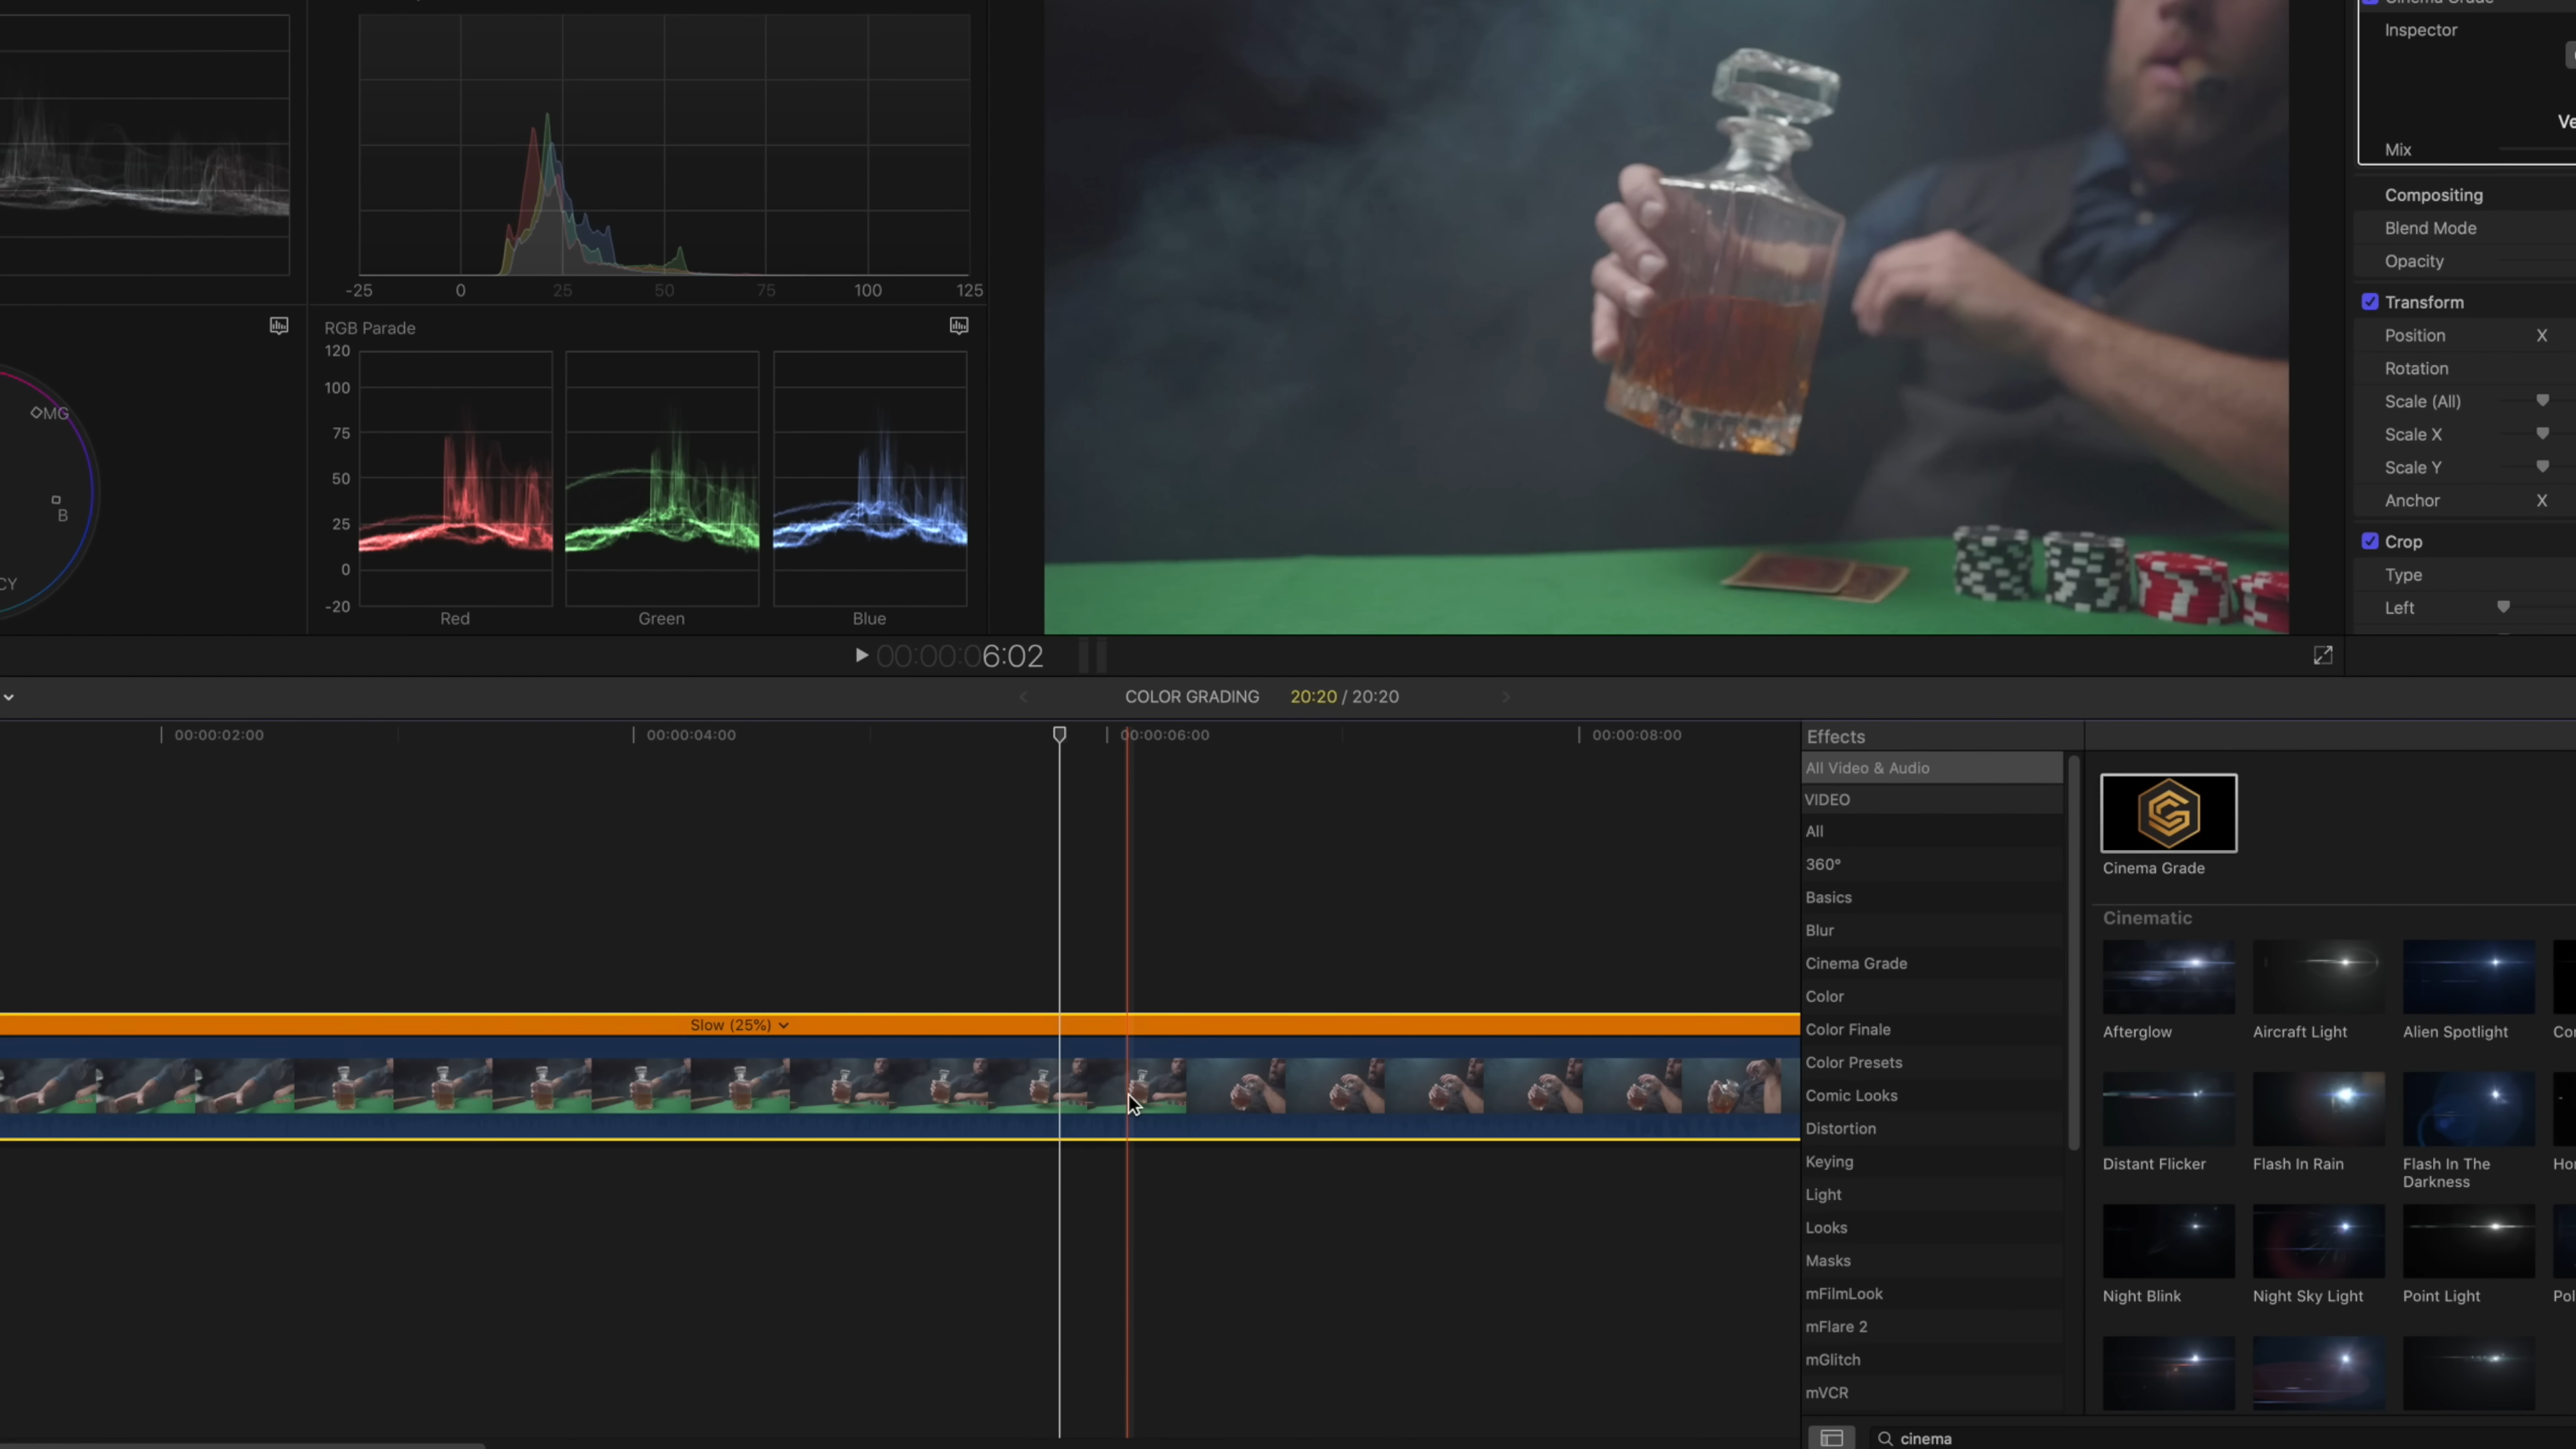 Cinema Grade
Inspector
Ve
Mix
Compositing
Blend Mode
Opacity
Transform
Position X
Rotation
Scale (All)
Scale X
Scale Y
Anchor X
Crop
Type
Left
-25 0 25 50 75 100 125
RGB Parade
120
100
75
50
25
0
-20
Red Green Blue
MG
B
CY
00:00:06:02
COLOR GRADING 20:20 / 20:20
00:00:02:00 00:00:04:00 00:00:06:00 00:00:08:00
Slow (25%)
Effects
All Video & Audio
VIDEO
All
360°
Basics
Blur
Cinema Grade
Color
Color Finale
Color Presets
Comic Looks
Distortion
Keying
Light
Looks
Masks
mFilmLook
mFlare 2
mGlitch
mVCR
Cinema Grade
Cinematic
Afterglow Aircraft Light Alien Spotlight Co
Distant Flicker Flash In Rain Flash In The Ho
Darkness
Night Blink Night Sky Light Point Light Pol
cinema